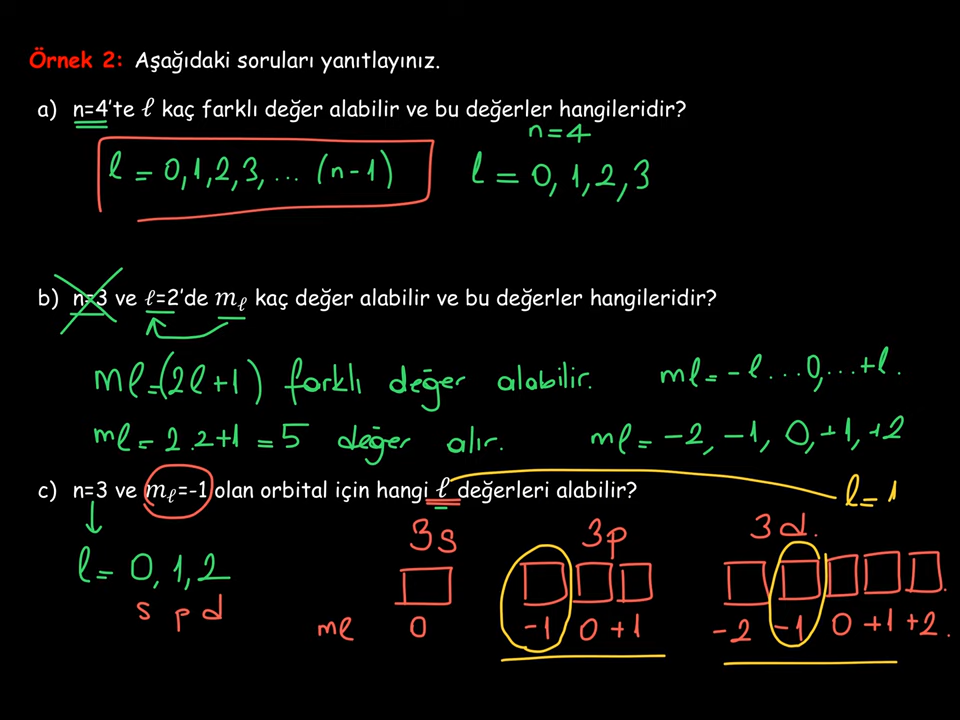 Örnek 2: Aşağıdaki soruları yanıtlayınız.
a) n=4'te ℓ kaç farklı değer alabilir ve bu değerler hangileridir?
n=4
l = 0,1,2,3,... (n-1)
l = 0,1,2,3
b) n=3 ve ℓ=2'de mℓ kaç değer alabilir ve bu değerler hangileridir?
ml=(2l+1) farklı değer alabilir.
ml= -l...0,...+l.
ml= 2.2+1 = 5 değer alır.
ml= -2, -1, 0,+1,+2
c) n=3 ve mℓ=-1 olan orbital için hangi ℓ değerleri alabilir?
l=1
l= 0,1,2
s p d
3s 3p 3d.
ml 0 -1 0 +1 -2 -1 0 +1 +2.